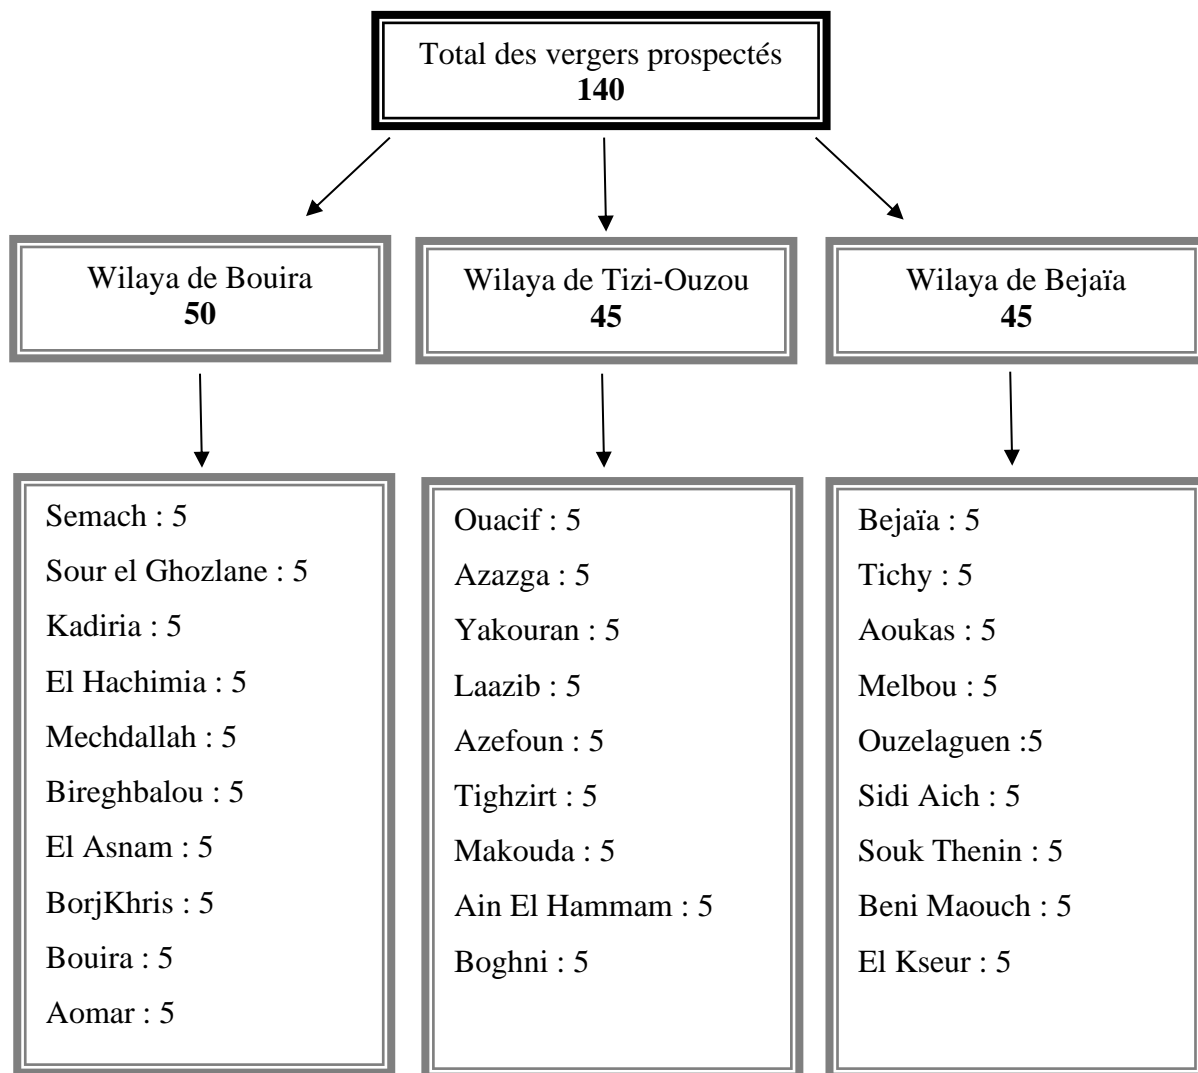 Total des vergers prospectés
140
Wilaya de Bouira
50
Wilaya de Tizi-Ouzou
45
Wilaya de Bejaïa
45
Semach : 5
Sour el Ghozlane : 5
Kadiria : 5
El Hachimia : 5
Mechdallah : 5
Bireghbalou : 5
El Asnam : 5
BorjKhris : 5
Bouira : 5
Aomar : 5
Ouacif : 5
Azazga : 5
Yakouran : 5
Laazib : 5
Azefoun : 5
Tighzirt : 5
Makouda : 5
Ain El Hammam : 5
Boghni : 5
Bejaïa : 5
Tichy : 5
Aoukas : 5
Melbou : 5
Ouzelaguen :5
Sidi Aich : 5
Souk Thenin : 5
Beni Maouch : 5
El Kseur : 5